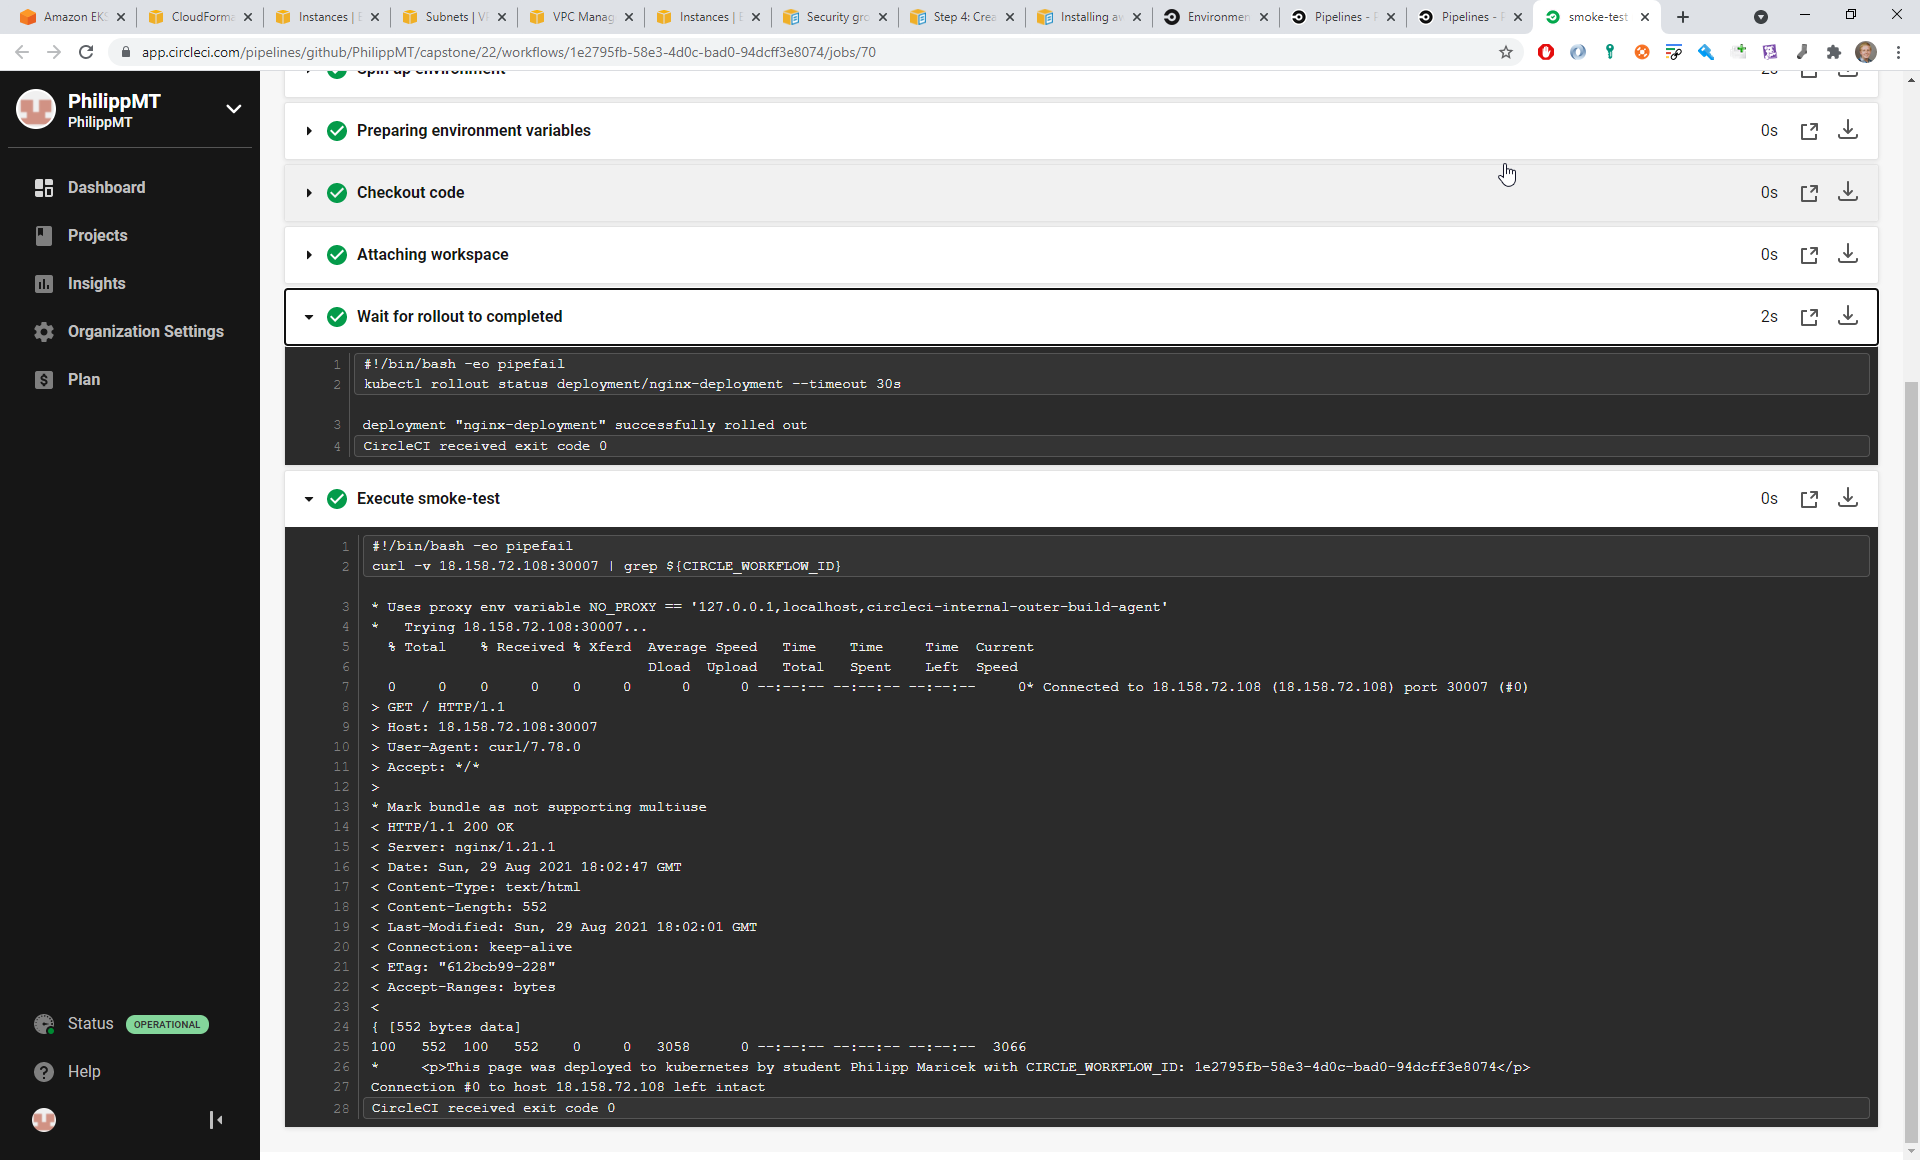 Amazon EKS
CloudForma
Instances | E
Subnets | VP
VPC Manag
Instances | E
Security gro
Step 4: Crea
Installing aw
Environmen
Pipelines - P
Pipelines - P
smoke-test
app.circleci.com/pipelines/github/PhilippMT/capstone/22/workflows/1e2795fb-58e3-4d0c-bad0-94dcff3e8074/jobs/70
PhilippMT
PhilippMT
Dashboard
Projects
Insights
Organization Settings
Plan
Status OPERATIONAL
Help
Spin up environment 2s
Preparing environment variables 0s
Checkout code 0s
Attaching workspace 0s
Wait for rollout to completed 2s
1 #!/bin/bash -eo pipefail
2 kubectl rollout status deployment/nginx-deployment --timeout 30s
3 deployment "nginx-deployment" successfully rolled out
4 CircleCI received exit code 0
Execute smoke-test 0s
1 #!/bin/bash -eo pipefail
2 curl -v 18.158.72.108:30007 | grep ${CIRCLE_WORKFLOW_ID}
3 * Uses proxy env variable NO_PROXY == '127.0.0.1,localhost,circleci-internal-outer-build-agent'
4 *   Trying 18.158.72.108:30007...
5   % Total    % Received % Xferd  Average Speed   Time    Time     Time  Current
6                                  Dload  Upload   Total   Spent    Left  Speed
7   0     0    0     0    0     0      0      0 --:--:-- --:--:-- --:--:--     0* Connected to 18.158.72.108 (18.158.72.108) port 30007 (#0)
8 > GET / HTTP/1.1
9 > Host: 18.158.72.108:30007
10 > User-Agent: curl/7.78.0
11 > Accept: */*
12 >
13 * Mark bundle as not supporting multiuse
14 < HTTP/1.1 200 OK
15 < Server: nginx/1.21.1
16 < Date: Sun, 29 Aug 2021 18:02:47 GMT
17 < Content-Type: text/html
18 < Content-Length: 552
19 < Last-Modified: Sun, 29 Aug 2021 18:02:01 GMT
20 < Connection: keep-alive
21 < ETag: "612bcb99-228"
22 < Accept-Ranges: bytes
23 <
24 { [552 bytes data]
25 100   552  100   552    0     0   3058      0 --:--:-- --:--:-- --:--:--  3066
26 *     <p>This page was deployed to kubernetes by student Philipp Maricek with CIRCLE_WORKFLOW_ID: 1e2795fb-58e3-4d0c-bad0-94dcff3e8074</p>
27 Connection #0 to host 18.158.72.108 left intact
28 CircleCI received exit code 0